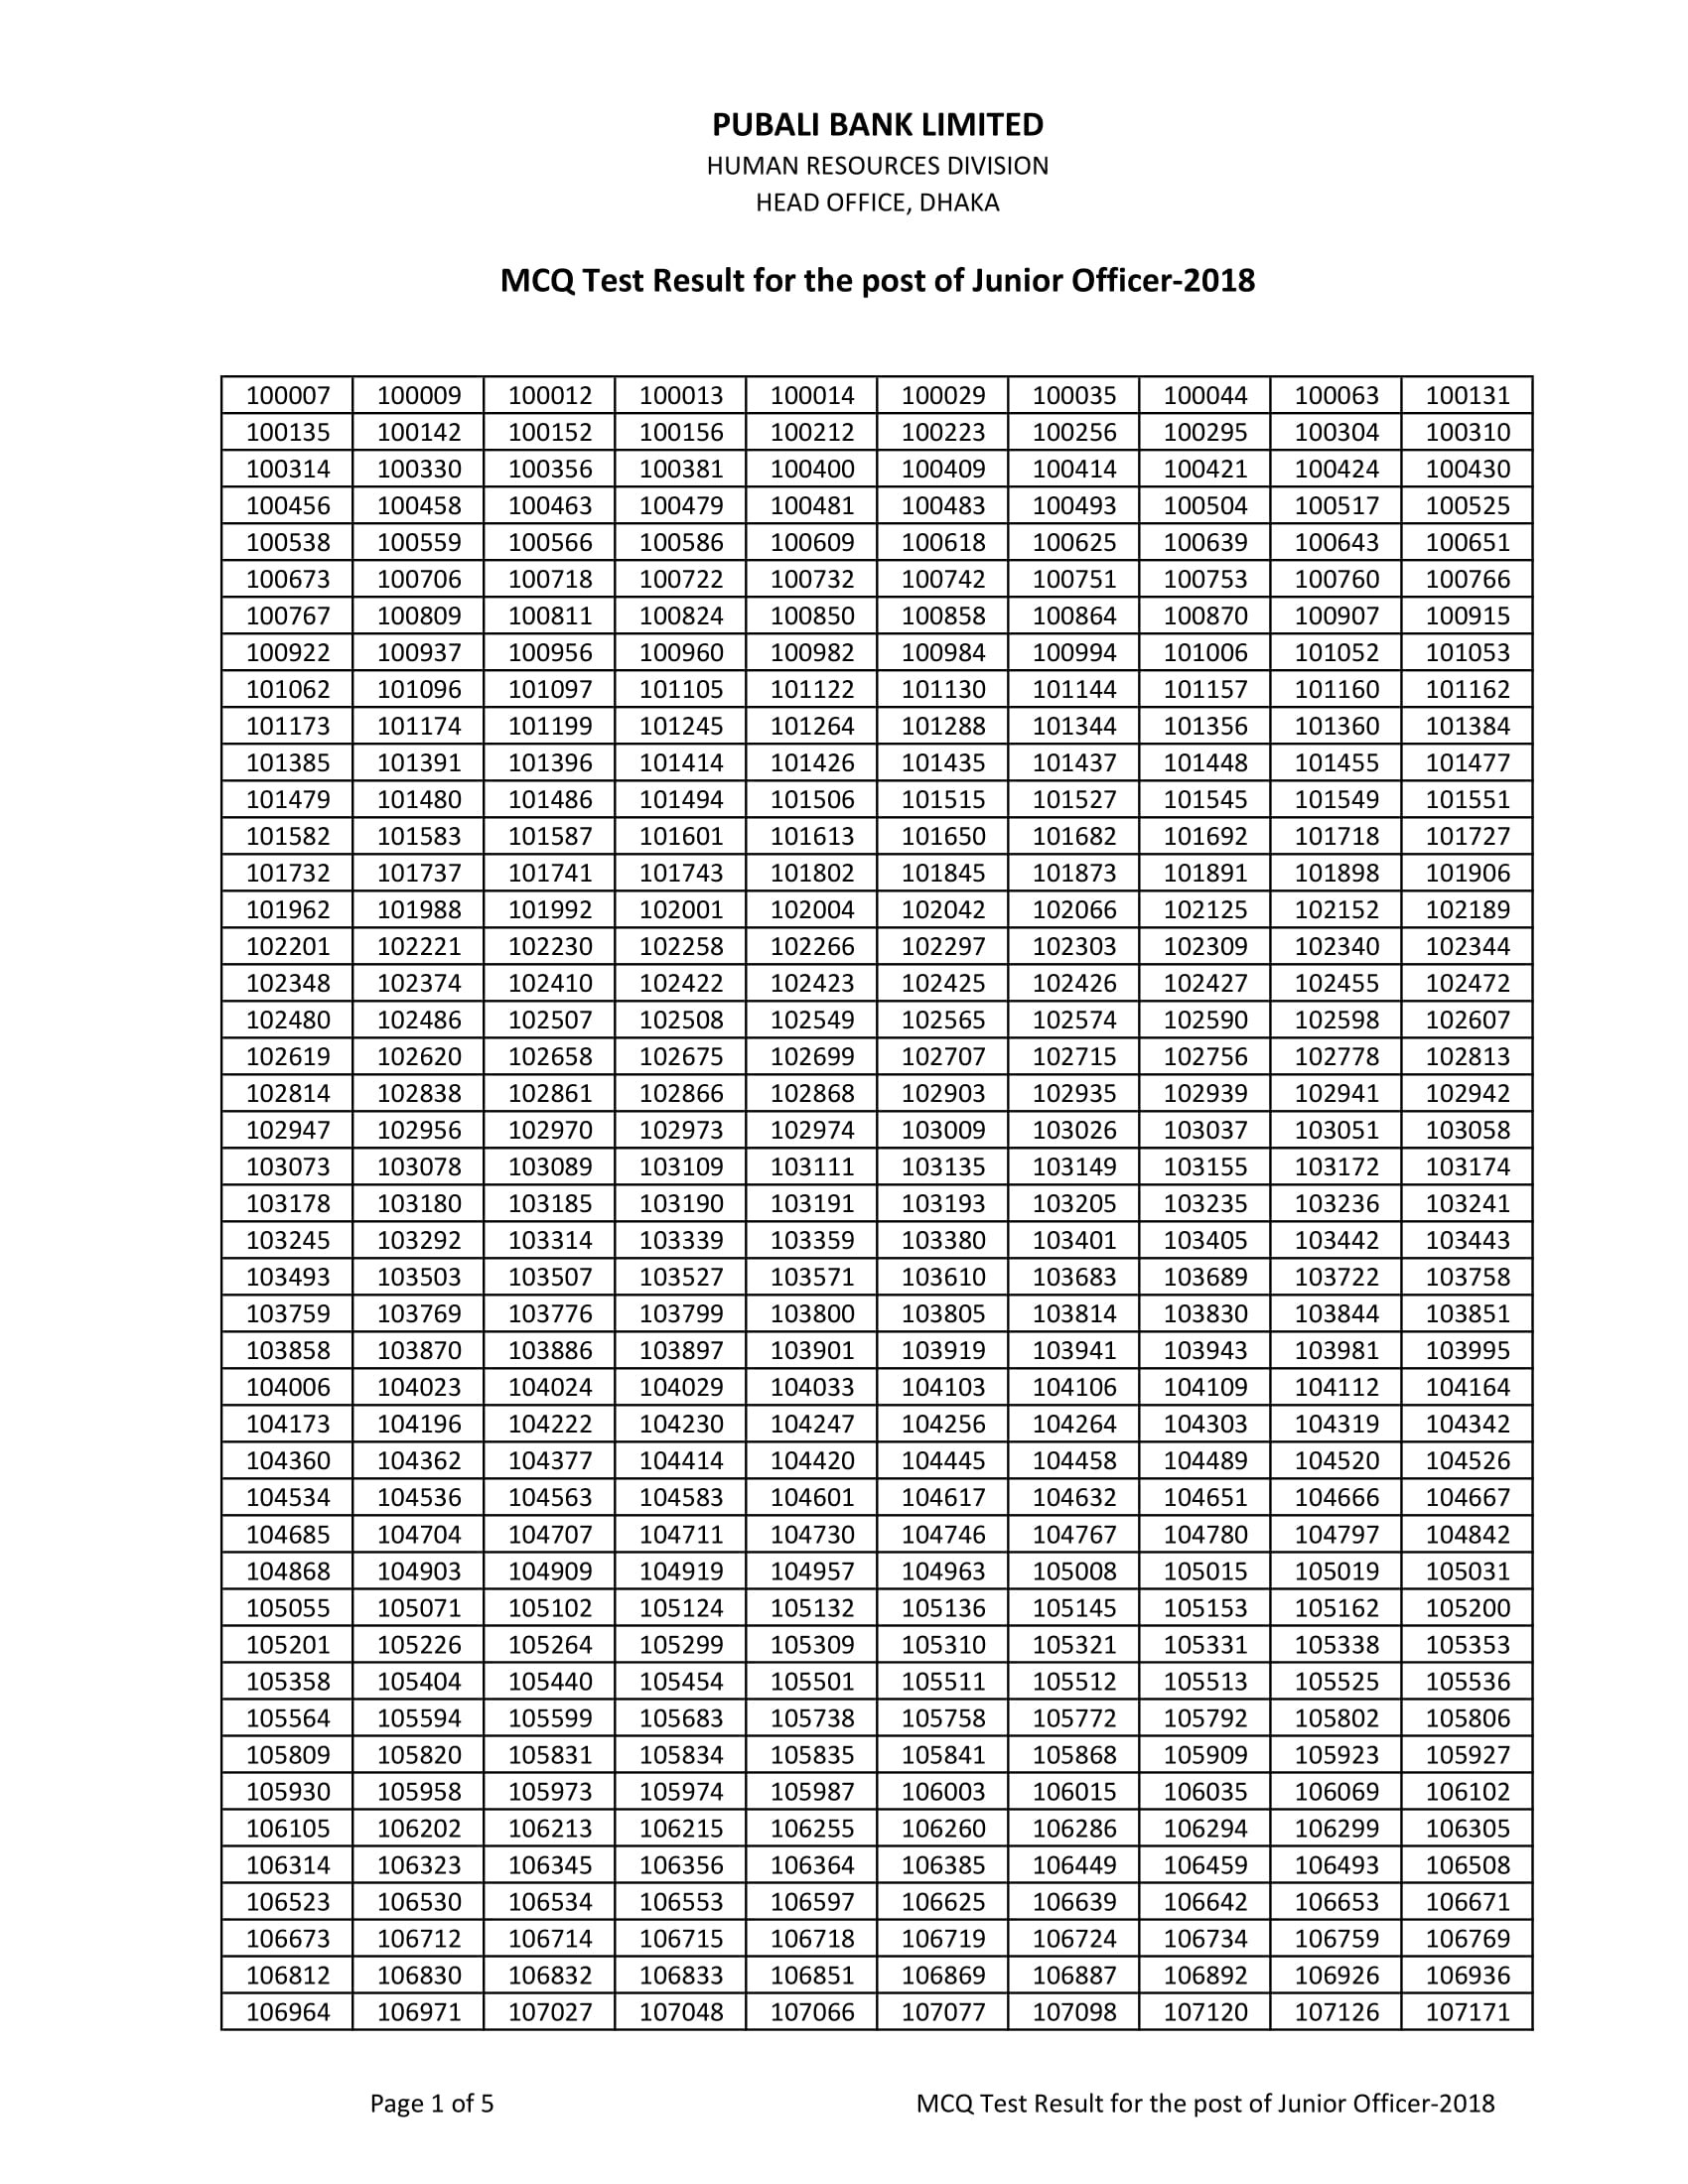 PUBALI BANK LIMITED
HUMAN RESOURCES DIVISION
HEAD OFFICE, DHAKA
MCQ Test Result for the post of Junior Officer-2018
100007 100009 100012 100013 100014 100029 100035 100044 100063 100131
100135 100142 100152 100156 100212 100223 100256 100295 100304 100310
100314 100330 100356 100381 100400 100409 100414 100421 100424 100430
100456 100458 100463 100479 100481 100483 100493 100504 100517 100525
100538 100559 100566 100586 100609 100618 100625 100639 100643 100651
100673 100706 100718 100722 100732 100742 100751 100753 100760 100766
100767 100809 100811 100824 100850 100858 100864 100870 100907 100915
100922 100937 100956 100960 100982 100984 100994 101006 101052 101053
101062 101096 101097 101105 101122 101130 101144 101157 101160 101162
101173 101174 101199 101245 101264 101288 101344 101356 101360 101384
101385 101391 101396 101414 101426 101435 101437 101448 101455 101477
101479 101480 101486 101494 101506 101515 101527 101545 101549 101551
101582 101583 101587 101601 101613 101650 101682 101692 101718 101727
101732 101737 101741 101743 101802 101845 101873 101891 101898 101906
101962 101988 101992 102001 102004 102042 102066 102125 102152 102189
102201 102221 102230 102258 102266 102297 102303 102309 102340 102344
102348 102374 102410 102422 102423 102425 102426 102427 102455 102472
102480 102486 102507 102508 102549 102565 102574 102590 102598 102607
102619 102620 102658 102675 102699 102707 102715 102756 102778 102813
102814 102838 102861 102866 102868 102903 102935 102939 102941 102942
102947 102956 102970 102973 102974 103009 103026 103037 103051 103058
103073 103078 103089 103109 103111 103135 103149 103155 103172 103174
103178 103180 103185 103190 103191 103193 103205 103235 103236 103241
103245 103292 103314 103339 103359 103380 103401 103405 103442 103443
103493 103503 103507 103527 103571 103610 103683 103689 103722 103758
103759 103769 103776 103799 103800 103805 103814 103830 103844 103851
103858 103870 103886 103897 103901 103919 103941 103943 103981 103995
104006 104023 104024 104029 104033 104103 104106 104109 104112 104164
104173 104196 104222 104230 104247 104256 104264 104303 104319 104342
104360 104362 104377 104414 104420 104445 104458 104489 104520 104526
104534 104536 104563 104583 104601 104617 104632 104651 104666 104667
104685 104704 104707 104711 104730 104746 104767 104780 104797 104842
104868 104903 104909 104919 104957 104963 105008 105015 105019 105031
105055 105071 105102 105124 105132 105136 105145 105153 105162 105200
105201 105226 105264 105299 105309 105310 105321 105331 105338 105353
105358 105404 105440 105454 105501 105511 105512 105513 105525 105536
105564 105594 105599 105683 105738 105758 105772 105792 105802 105806
105809 105820 105831 105834 105835 105841 105868 105909 105923 105927
105930 105958 105973 105974 105987 106003 106015 106035 106069 106102
106105 106202 106213 106215 106255 106260 106286 106294 106299 106305
106314 106323 106345 106356 106364 106385 106449 106459 106493 106508
106523 106530 106534 106553 106597 106625 106639 106642 106653 106671
106673 106712 106714 106715 106718 106719 106724 106734 106759 106769
106812 106830 106832 106833 106851 106869 106887 106892 106926 106936
106964 106971 107027 107048 107066 107077 107098 107120 107126 107171
Page 1 of 5 MCQ Test Result for the post of Junior Officer-2018